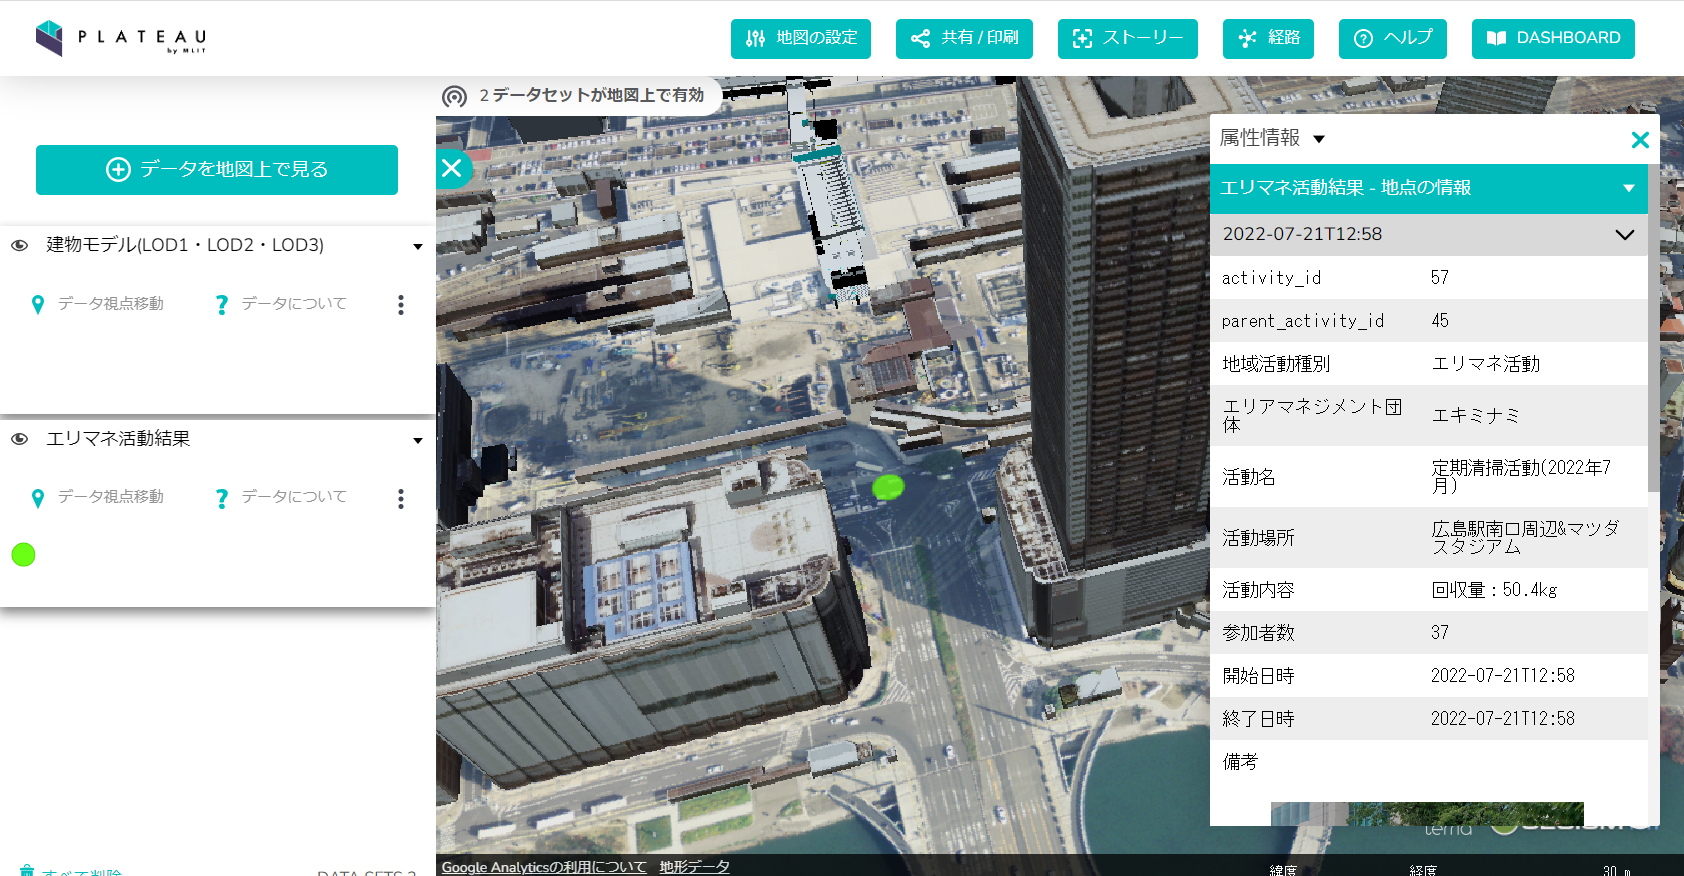 PLATEAU
by MLIT
地図の設定
共有 / 印刷
ストーリー
経路
ヘルプ
DASHBOARD
2 データセットが地図上で有効
データを地図上で見る
建物モデル(LOD1・LOD2・LOD3)
データ視点移動
データについて
エリマネ活動結果
データ視点移動
データについて
すべて削除
DATA SETS 2
属性情報
エリマネ活動結果 - 地点の情報
2022-07-21T12:58
activity_id 57
parent_activity_id 45
地域活動種別 エリマネ活動
エリアマネジメント団
体 エキミナミ
活動名 定期清掃活動(2022年7
月)
活動場所 広島駅南口周辺&マツダ
スタジアム
活動内容 回収量：50.4kg
参加者数 37
開始日時 2022-07-21T12:58
終了日時 2022-07-21T12:58
備考
Google Analyticsの利用について 地形データ
緯度 経度 30 m